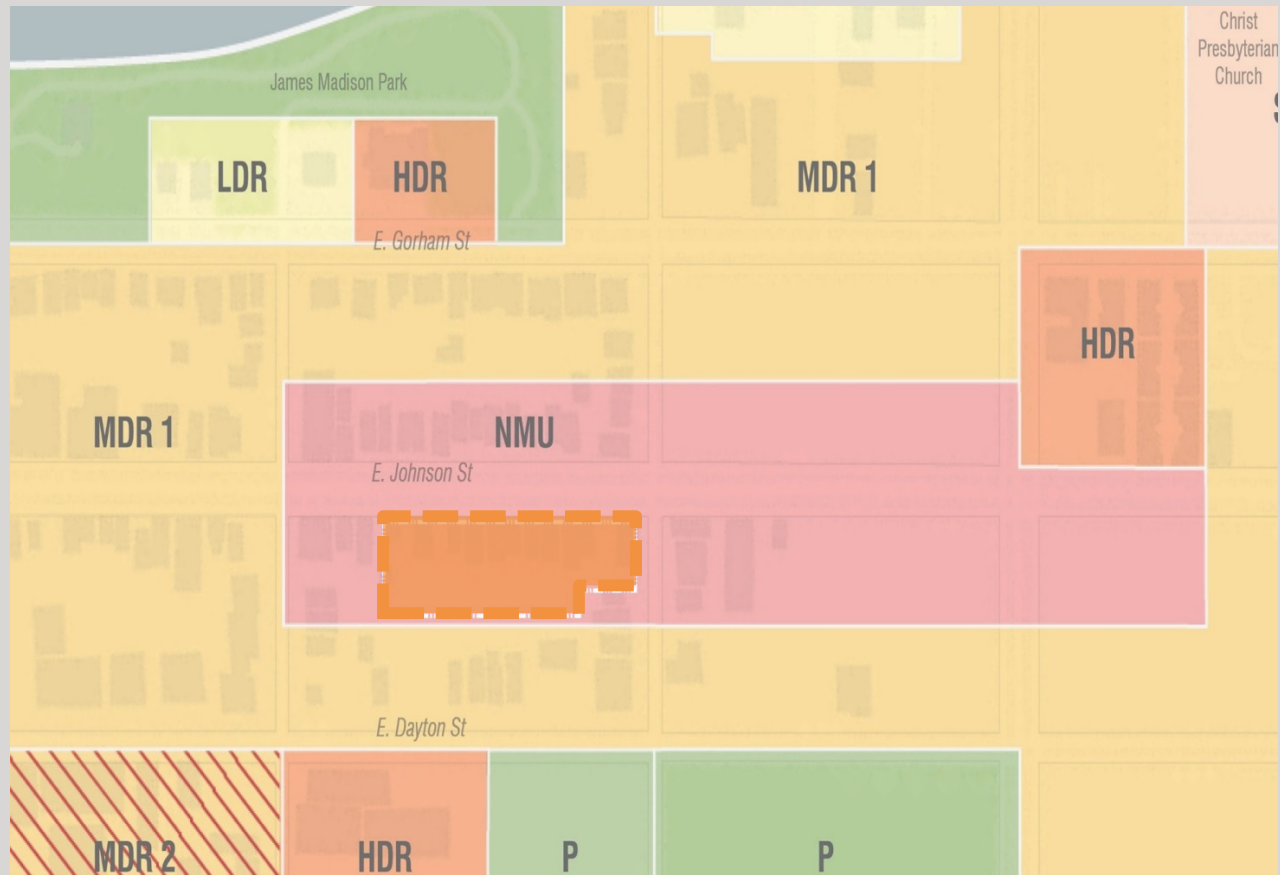 Christ
Presbyterian
Church
James Madison Park
LDR
HDR
MDR 1
E. Gorham St
HDR
MDR 1
NMU
E. Johnson St
E. Dayton St
MDR 2
HDR
P
P